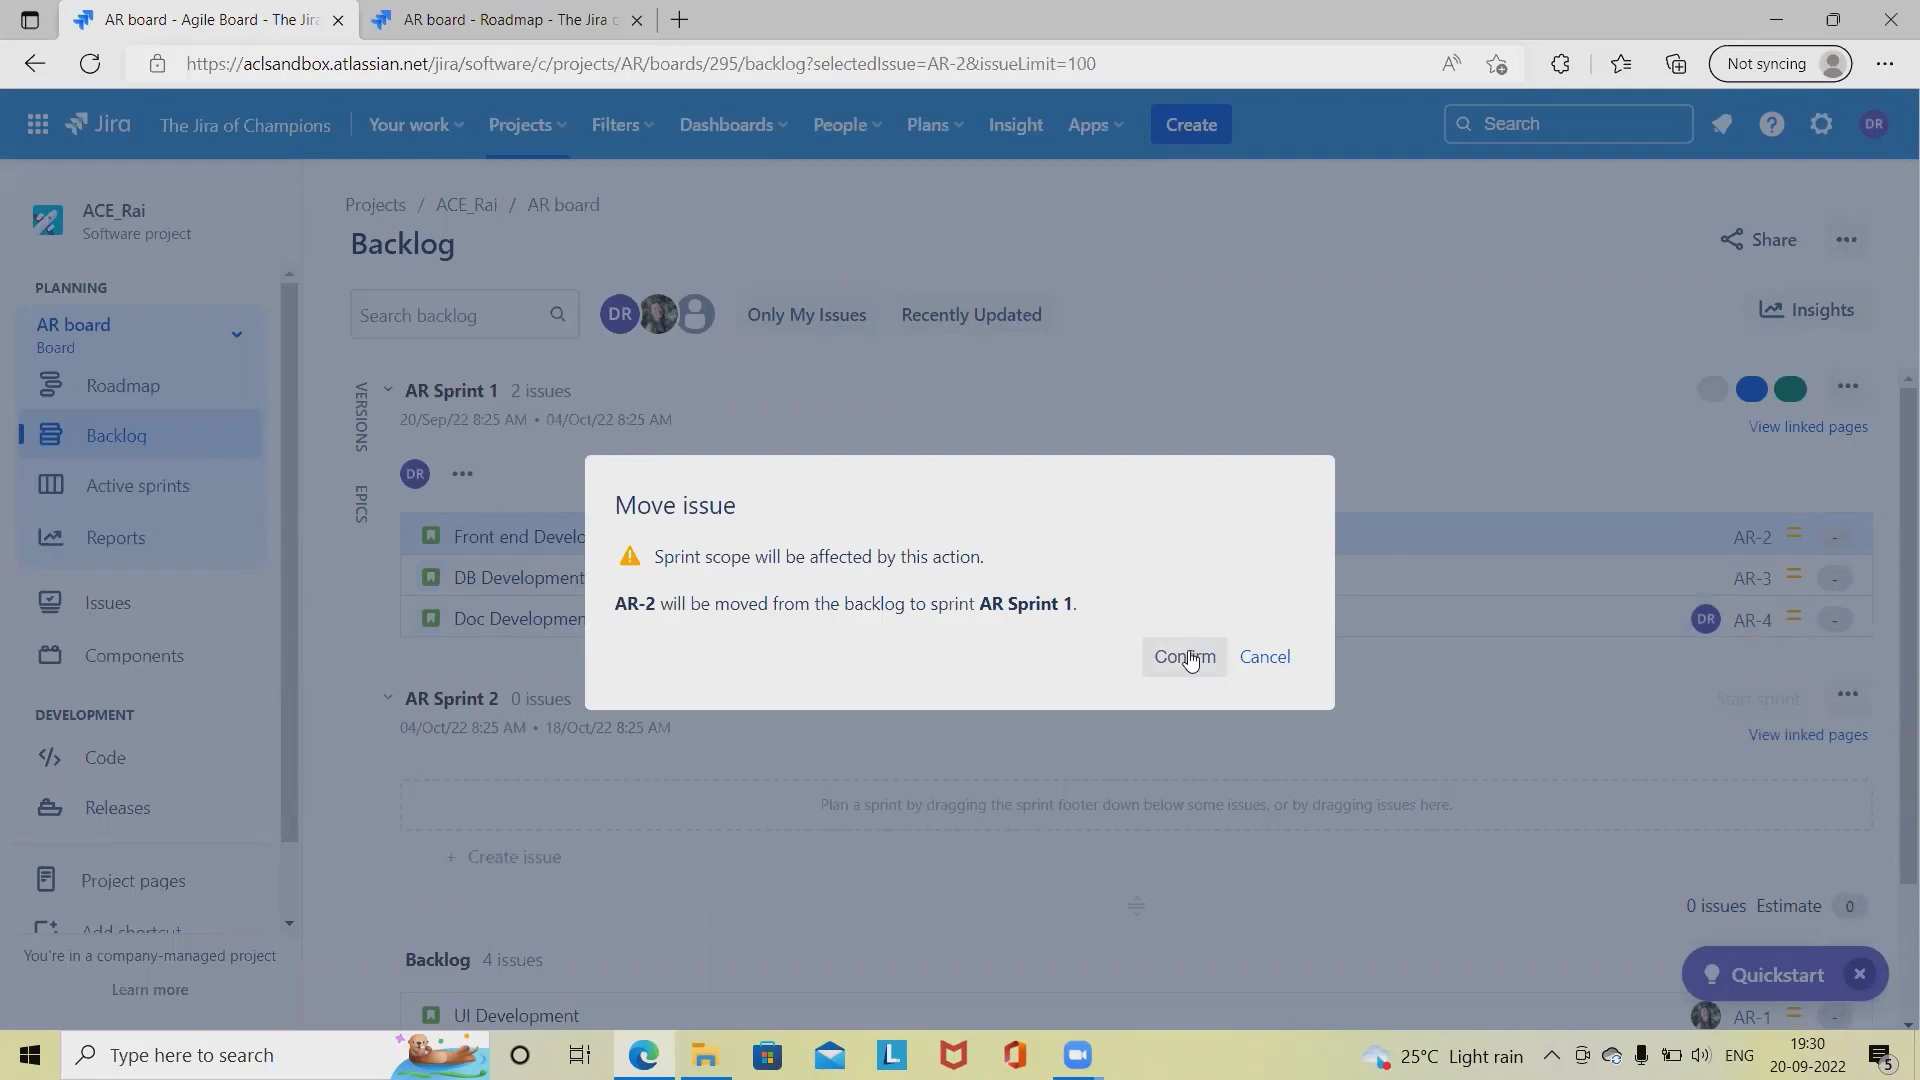 AR board - Agile Board - The Jira
AR board - Roadmap - The Jira c
https://aclsandbox.atlassian.net/jira/software/c/projects/AR/boards/295/backlog?selectedIssue=AR-2&issueLimit=100
Not syncing
Jira
The Jira of Champions
Your work
Projects
Filters
Dashboards
People
Plans
Insight
Apps
Create
Search
DR
ACE_Rai
Software project
PLANNING
AR board
Board
Roadmap
Backlog
Active sprints
Reports
Issues
Components
DEVELOPMENT
Code
Releases
Project pages
Add shortcut
You're in a company-managed project
Learn more
Projects / ACE_Rai / AR board
Backlog
Share
Search backlog
DR
Only My Issues
Recently Updated
Insights
VERSIONS
EPICS
AR Sprint 1 2 issues
20/Sep/22 8:25 AM • 04/Oct/22 8:25 AM
View linked pages
DR
Front end Develo
AR-2 -
DB Development
AR-3 -
Doc Developmen
DR AR-4 -
Move issue
Sprint scope will be affected by this action.
AR-2 will be moved from the backlog to sprint AR Sprint 1.
Confirm
Cancel
AR Sprint 2 0 issues
Start sprint
04/Oct/22 8:25 AM • 18/Oct/22 8:25 AM
View linked pages
Plan a sprint by dragging the sprint footer down below some issues, or by dragging issues here.
+ Create issue
0 issues Estimate 0
Backlog 4 issues
Quickstart
UI Development
AR-1 -
Type here to search
25°C Light rain
ENG
19:30
20-09-2022
5